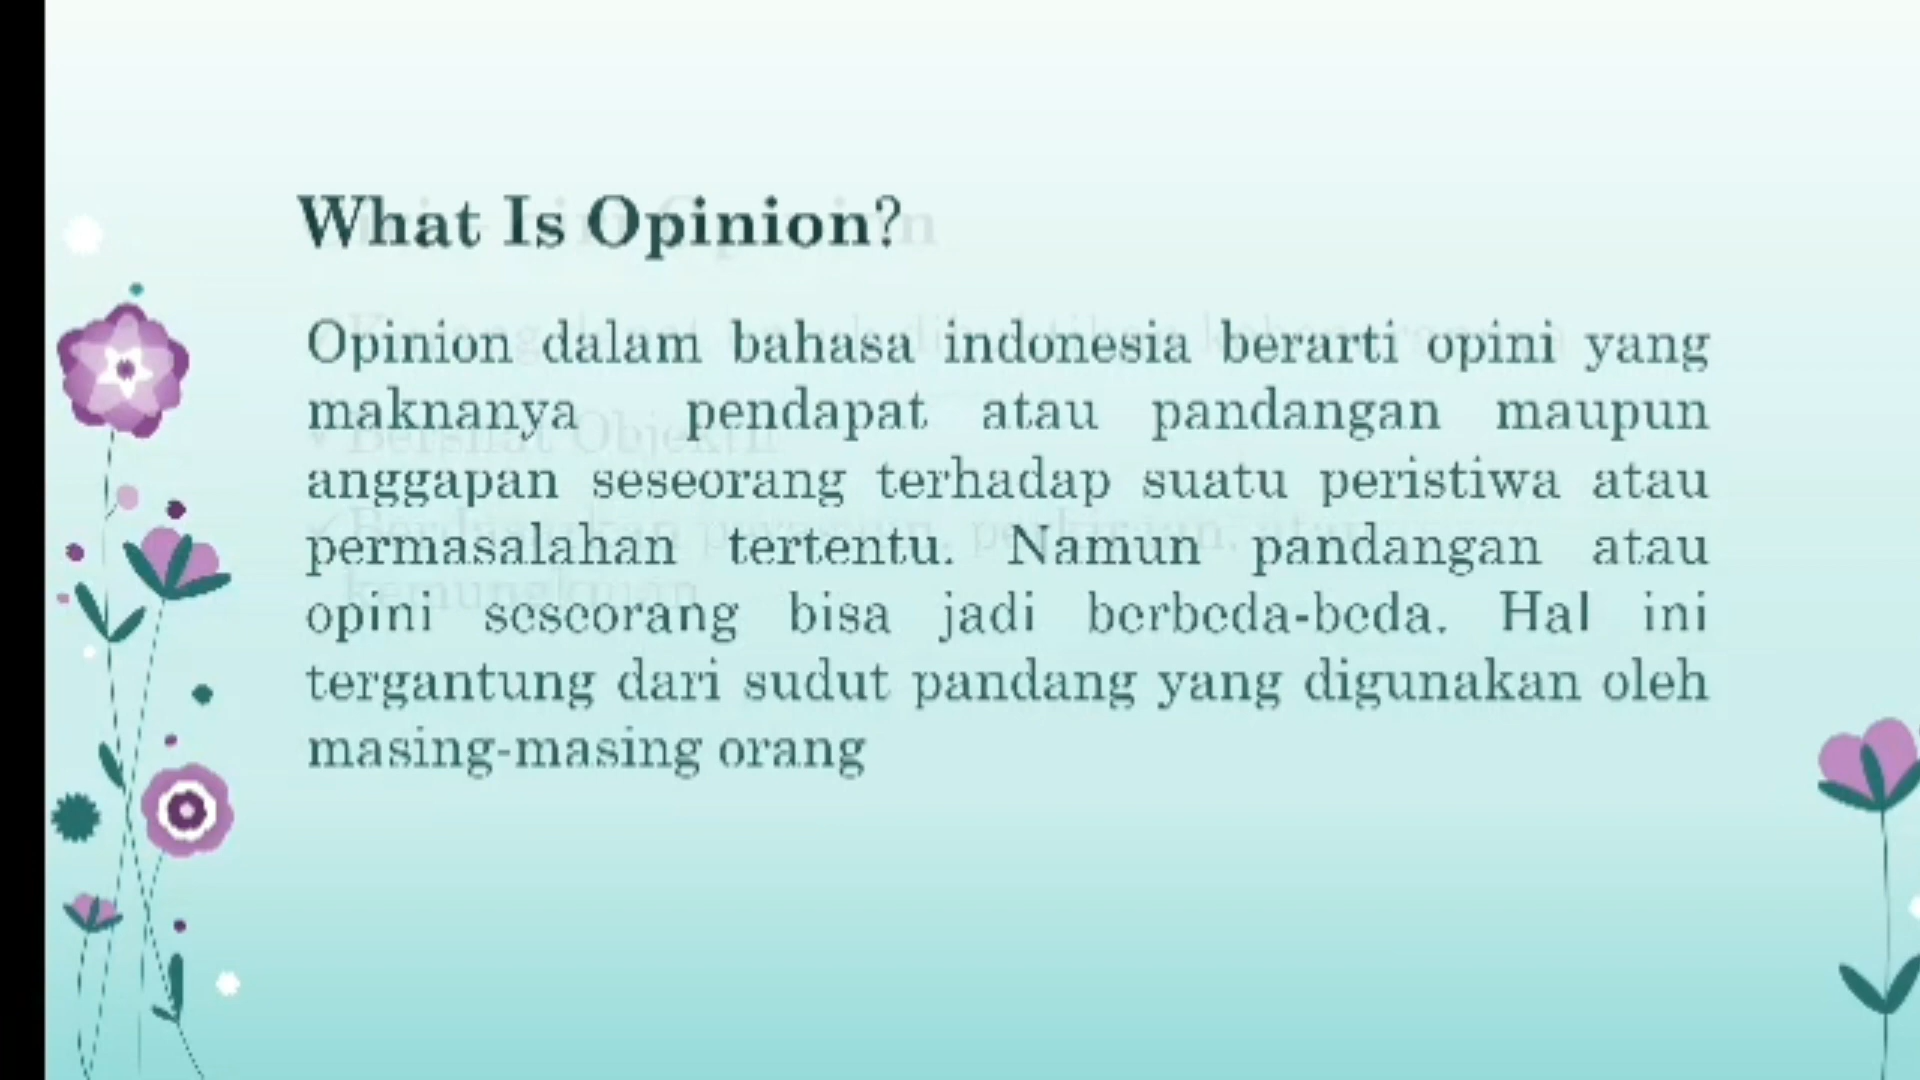 What Is Opinion?
Opinion dalam bahasa indonesia berarti opini yang
maknanya pendapat atau pandangan maupun
anggapan seseorang terhadap suatu peristiwa atau
permasalahan tertentu. Namun pandangan atau
opini seseorang bisa jadi berbeda-beda. Hal ini
tergantung dari sudut pandang yang digunakan oleh
masing-masing orang